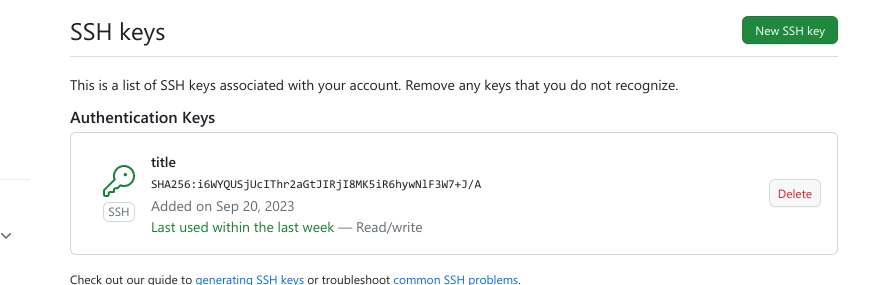 SSH keys
New SSH key
This is a list of SSH keys associated with your account. Remove any keys that you do not recognize.
Authentication Keys
title
SHA256:i6WYQUSjUcIThr2aGtJIRjI8MK5iR6hywNlF3W7+J/A
SSH
Added on Sep 20, 2023
Last used within the last week — Read/write
Delete
Check out our guide to generating SSH keys or troubleshoot common SSH problems.